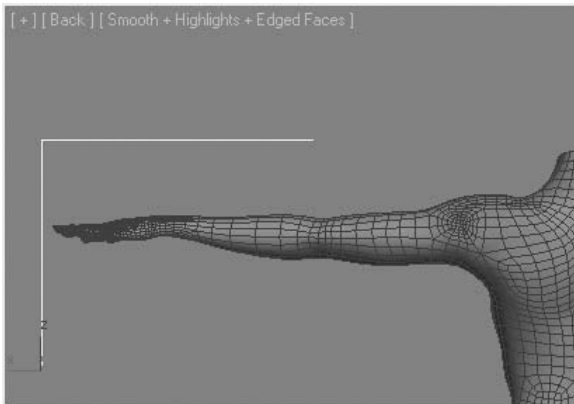 [ + ] [ Back ] [ Smooth + Highlights + Edged Faces ]
Z